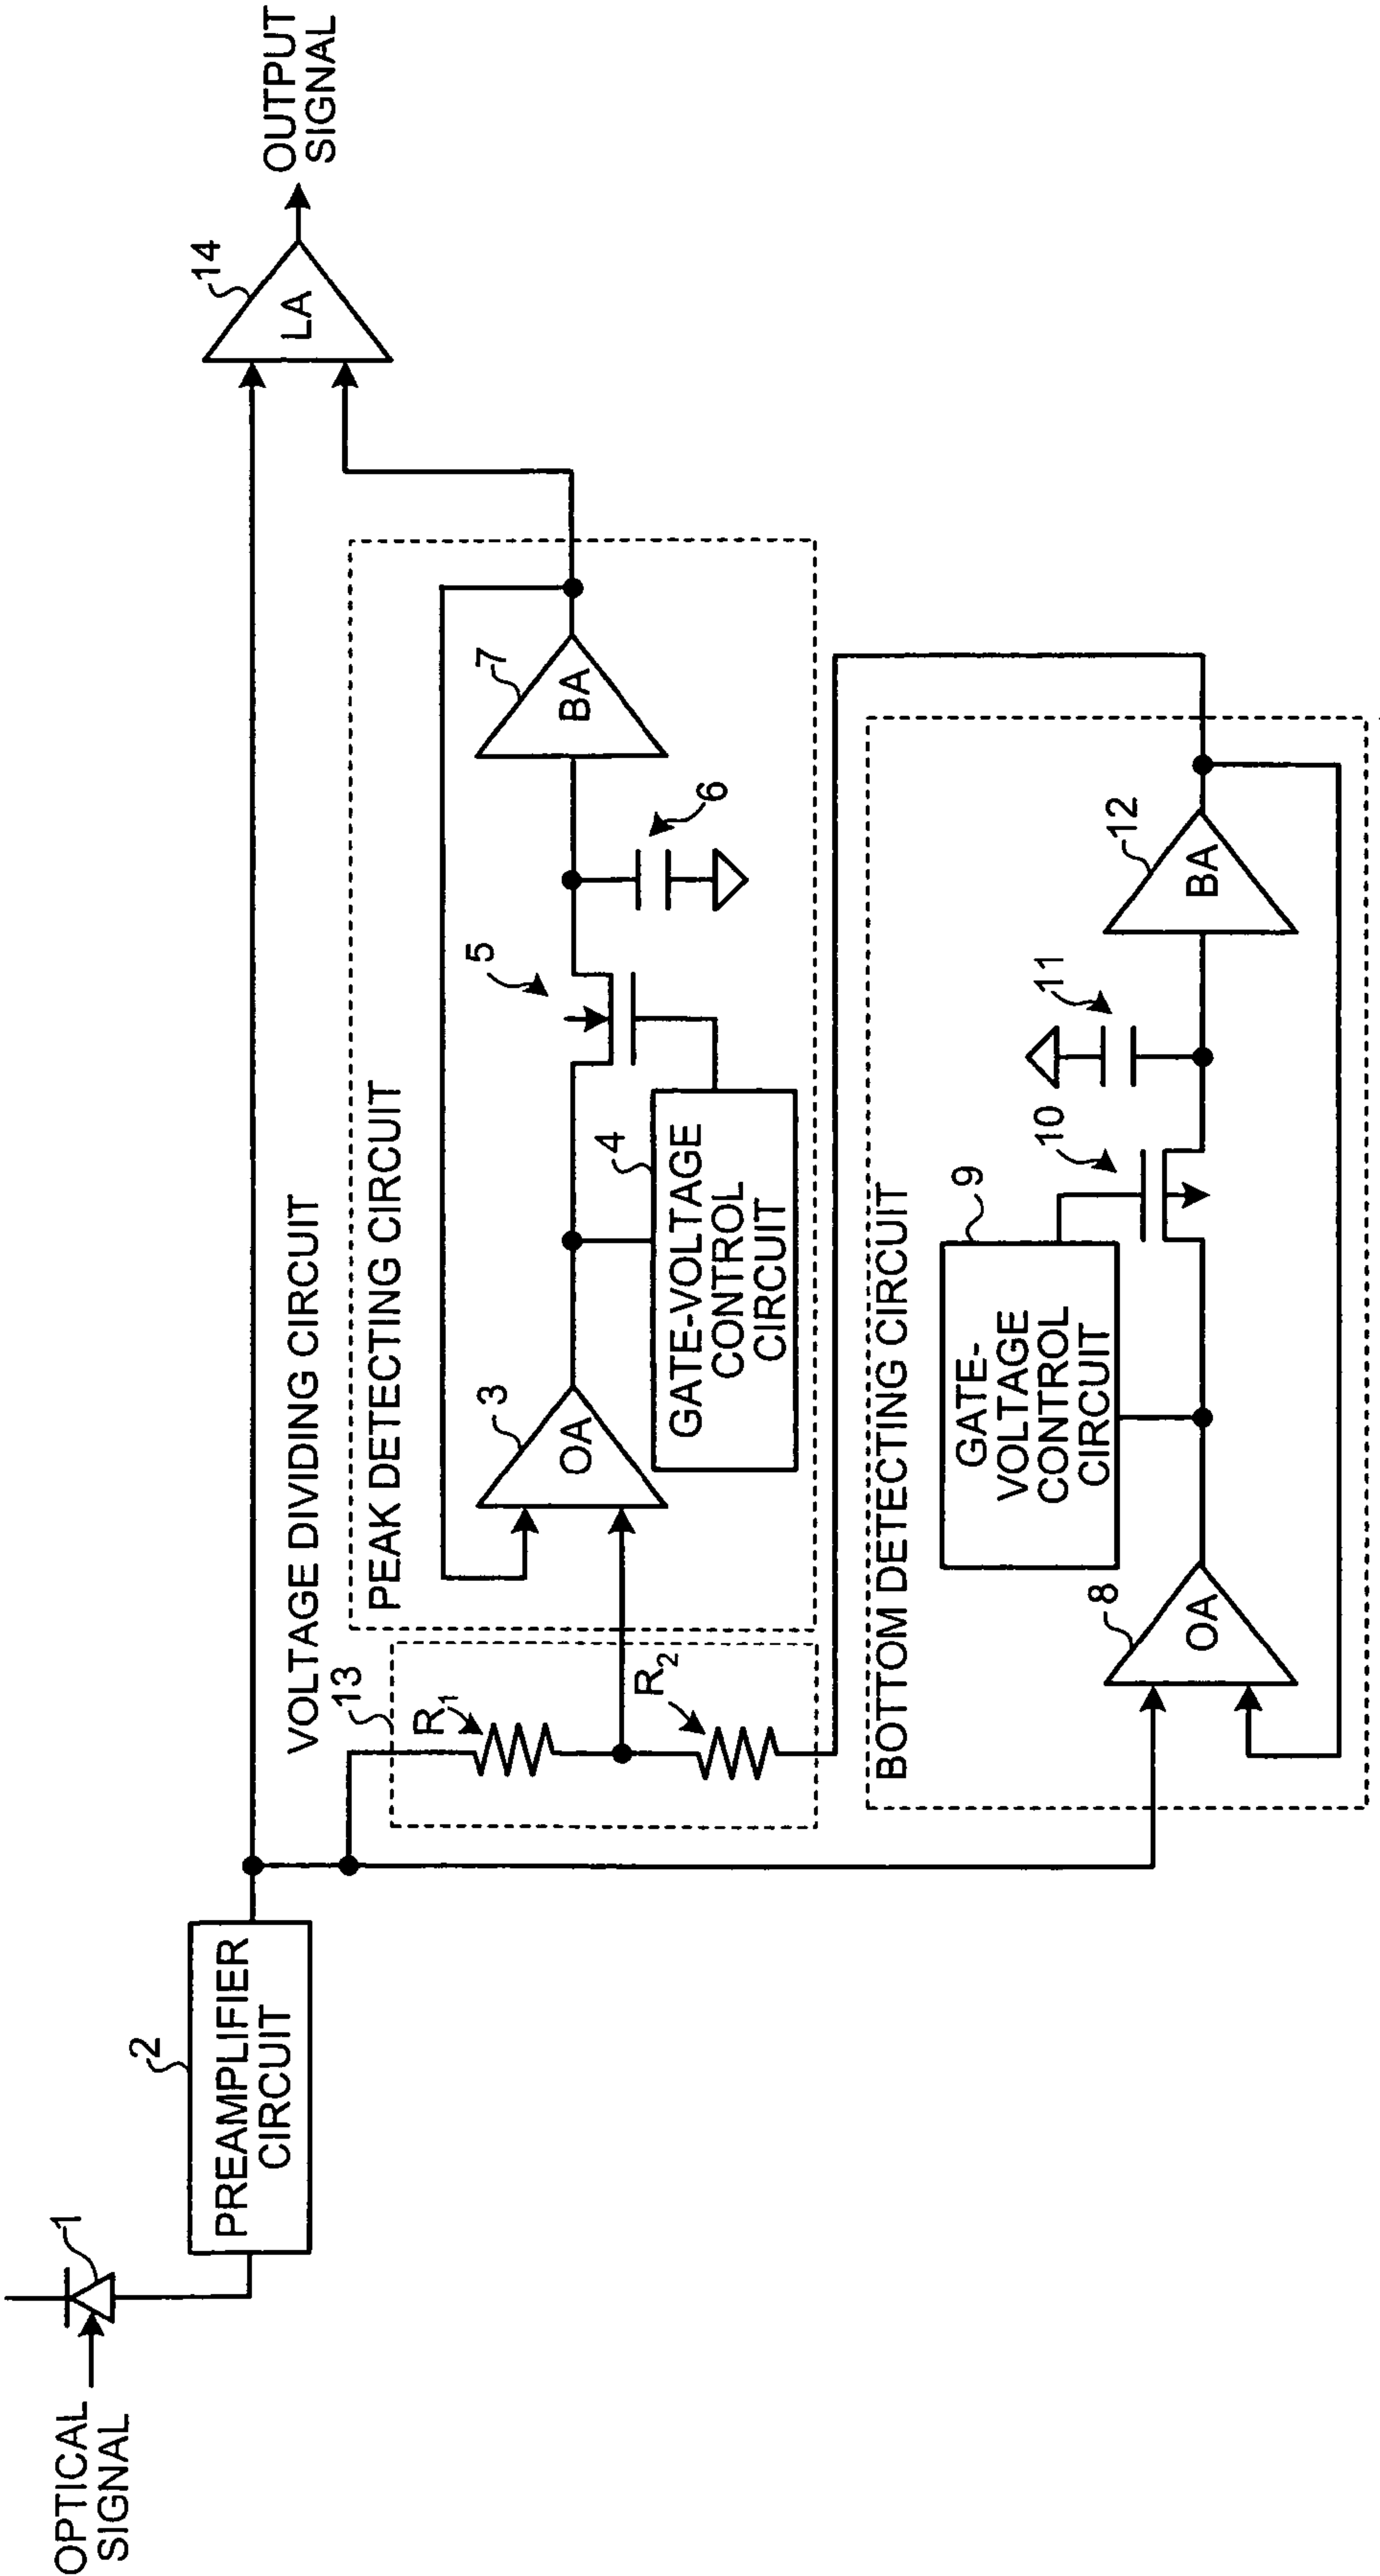 OPTICAL
SIGNAL
1
2
PREAMPLIFIER
CIRCUIT
VOLTAGE DIVIDING CIRCUIT
13
R1
R2
PEAK DETECTING CIRCUIT
3
OA
4
GATE-VOLTAGE
CONTROL
CIRCUIT
5
6
7
BA
14
LA
OUTPUT
SIGNAL
BOTTOM DETECTING CIRCUIT
8
OA
9
GATE-
VOLTAGE
CONTROL
CIRCUIT
10
11
12
BA